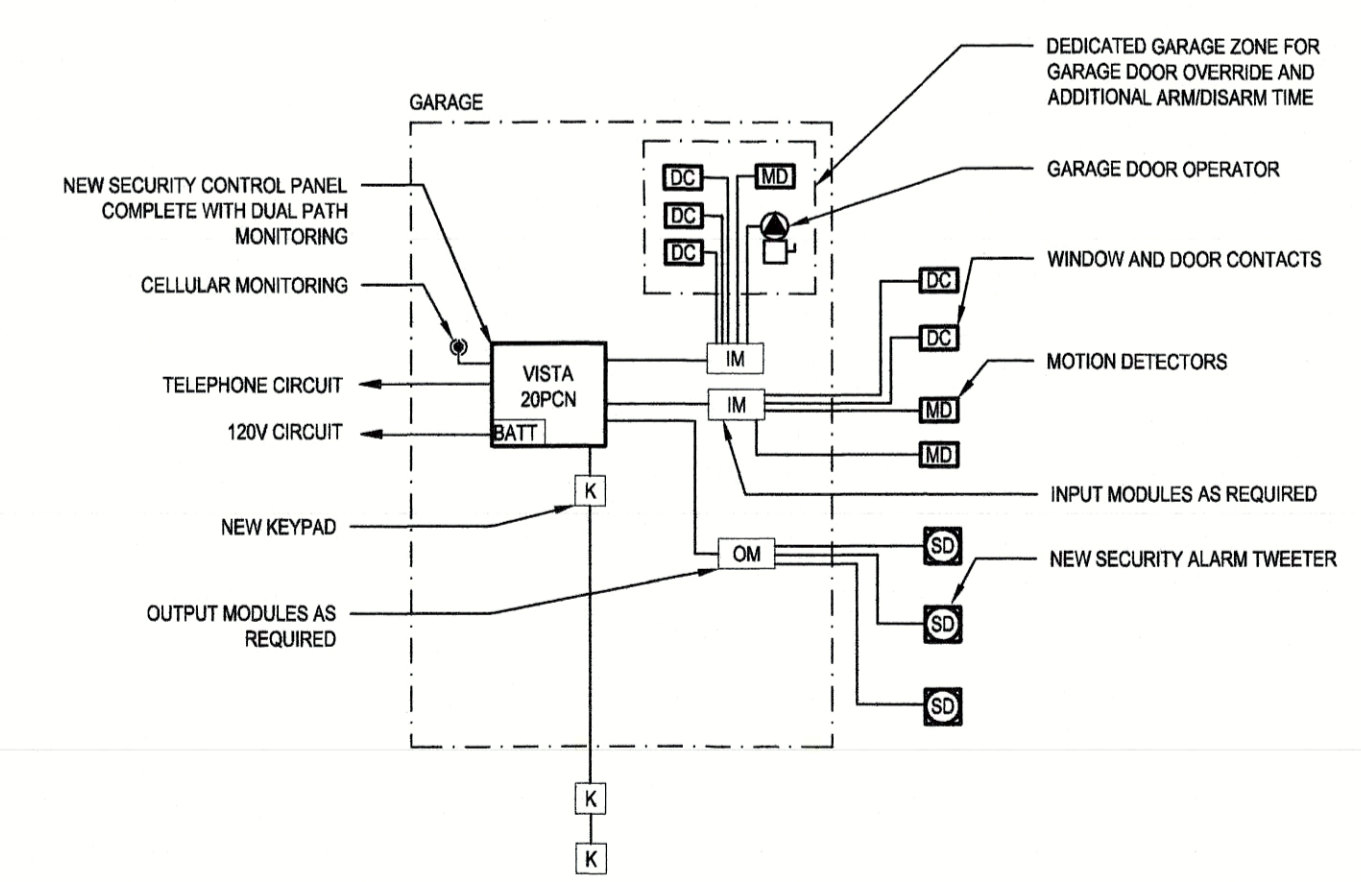 DEDICATED GARAGE ZONE FOR
GARAGE DOOR OVERRIDE AND
ADDITIONAL ARM/DISARM TIME
GARAGE
GARAGE DOOR OPERATOR
DC
MD
DC
DC
NEW SECURITY CONTROL PANEL
COMPLETE WITH DUAL PATH
MONITORING
CELLULAR MONITORING
TELEPHONE CIRCUIT
120V CIRCUIT
VISTA
20PCN
BATT
IM
IM
WINDOW AND DOOR CONTACTS
DC
DC
MOTION DETECTORS
MD
MD
INPUT MODULES AS REQUIRED
K
NEW KEYPAD
OM
OUTPUT MODULES AS
REQUIRED
SD
NEW SECURITY ALARM TWEETER
SD
SD
K
K